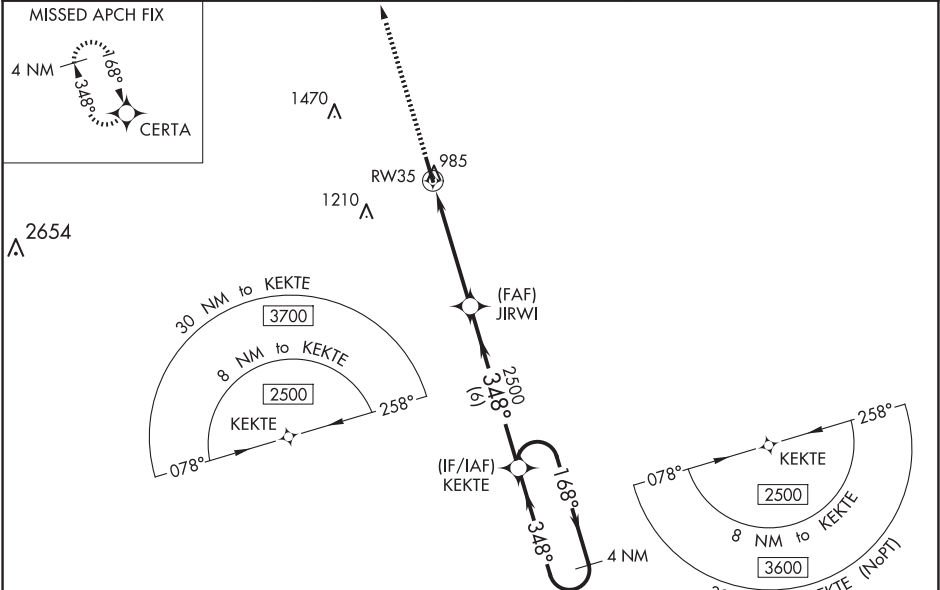 MISSED APCH FIX
4 NM
168°
348°
CERTA
1470
985
RW35
1210
2654
(FAF)
JIRWI
30 NM to KEKTE
3700
8 NM to KEKTE
2500
KEKTE
258°
078°
2500
348°
(6)
(IF/IAF)
KEKTE
168°
348°
4 NM
258°
078°
KEKTE
2500
8 NM to KEKTE
3600
KEKTE (NoPT)